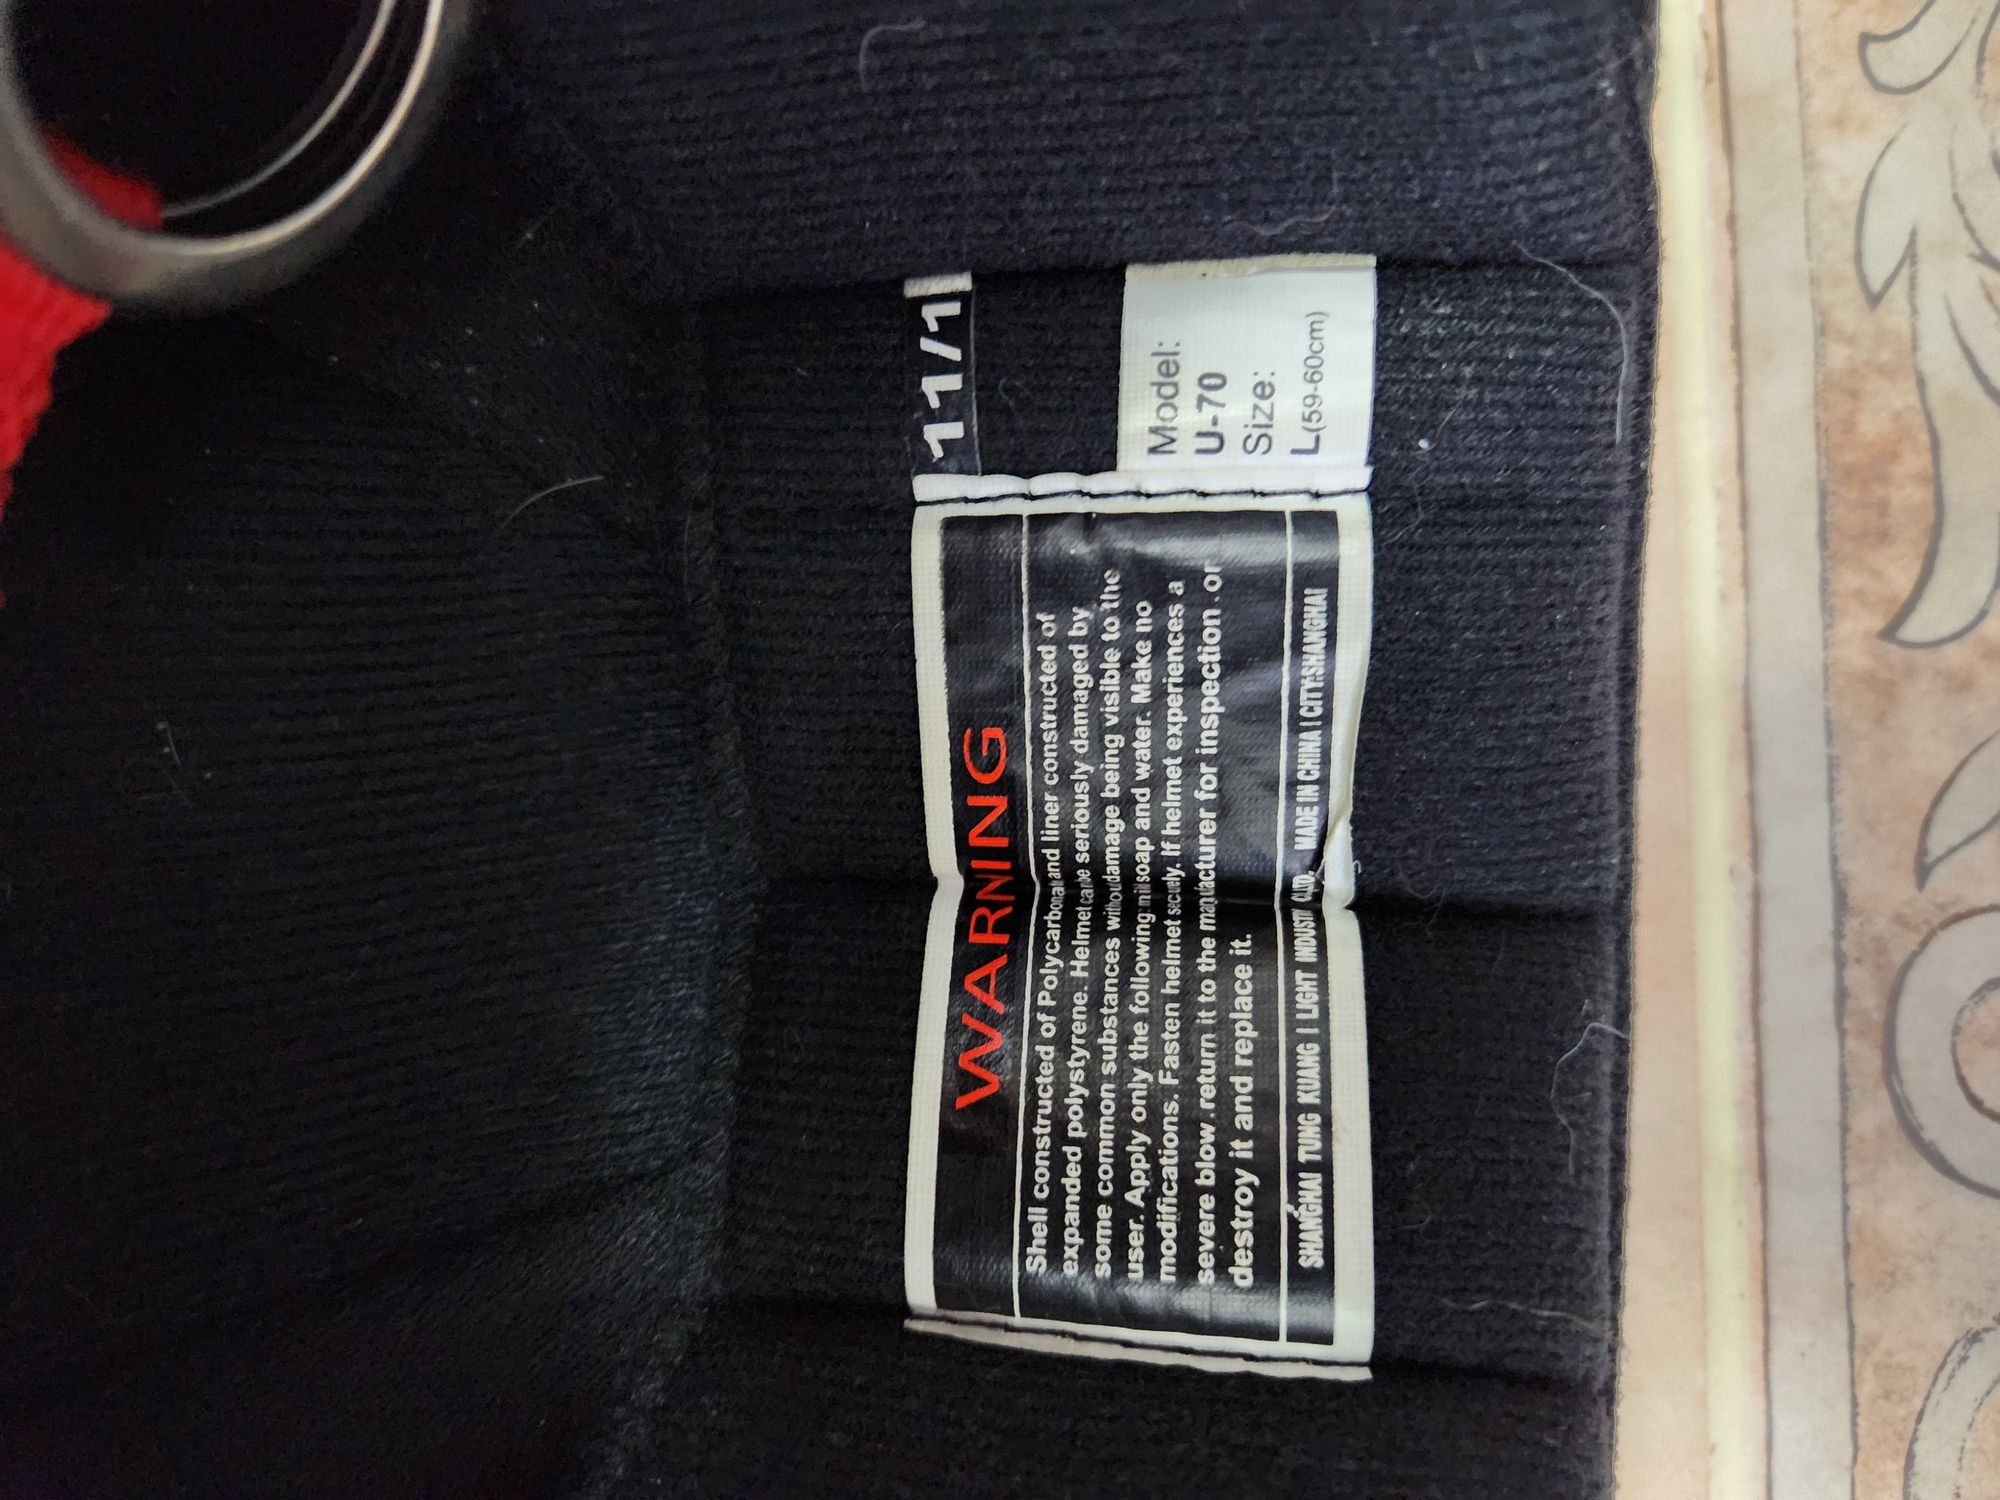 WARNING
Shell constructed of Polycarbonat and liner constructed of
expanded polystyrene. Helmet can be seriously damaged by
some common substances without damage being visible to the
user. Apply only the following: mild soap and water. Make no
modifications. Fasten helmet securely. If helmet experiences a
severe blow. return it to the manufacturer for inspection .or
destroy it and replace it.
SHANGHAI TUNG KUANG I LIGHT INDUSTRY MADE IN CHINA I CITY:SHANGHAI
11/1
Model:
U-70
Size:
L(59-60cm)